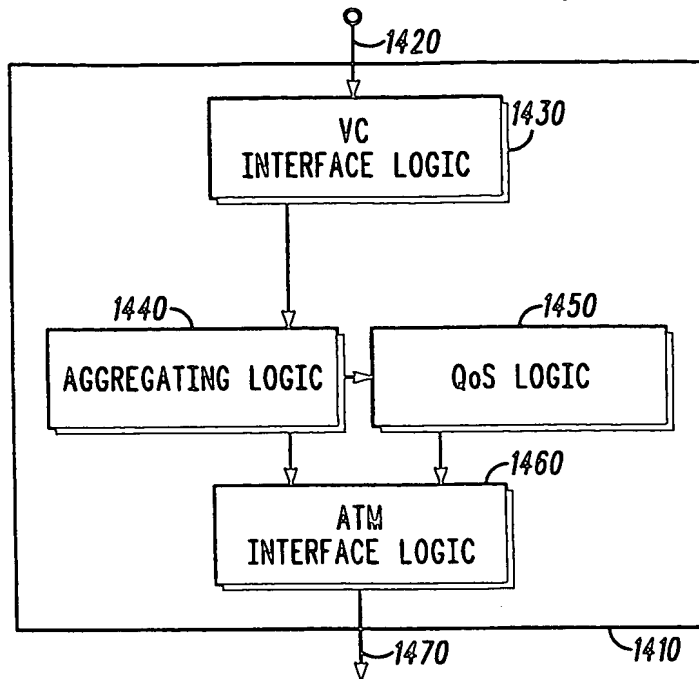 1420
VC
INTERFACE LOGIC
1430
1440
1450
AGGREGATING LOGIC
QoS LOGIC
1460
ATM
INTERFACE LOGIC
1470
1410